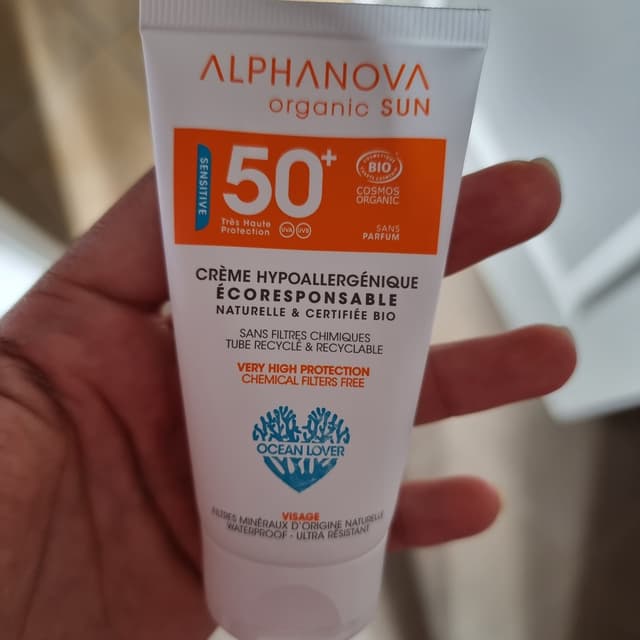 ALPHANOVA
organic SUN
SENSITIVE
50+
Très Haute
Protection
UVA UVB
BIO
COSMOS
ORGANIC
SANS
PARFUM
CRÈME HYPOALLERGÉNIQUE
ÉCORESPONSABLE
NATURELLE & CERTIFIÉE BIO
SANS FILTRES CHIMIQUES
TUBE RECYCLÉ & RECYCLABLE
VERY HIGH PROTECTION
CHEMICAL FILTERS FREE
OCEAN LOVER
VISAGE
FILTRES MINÉRAUX D'ORIGINE NATURELLE
WATERPROOF - ULTRA RÉSISTANT